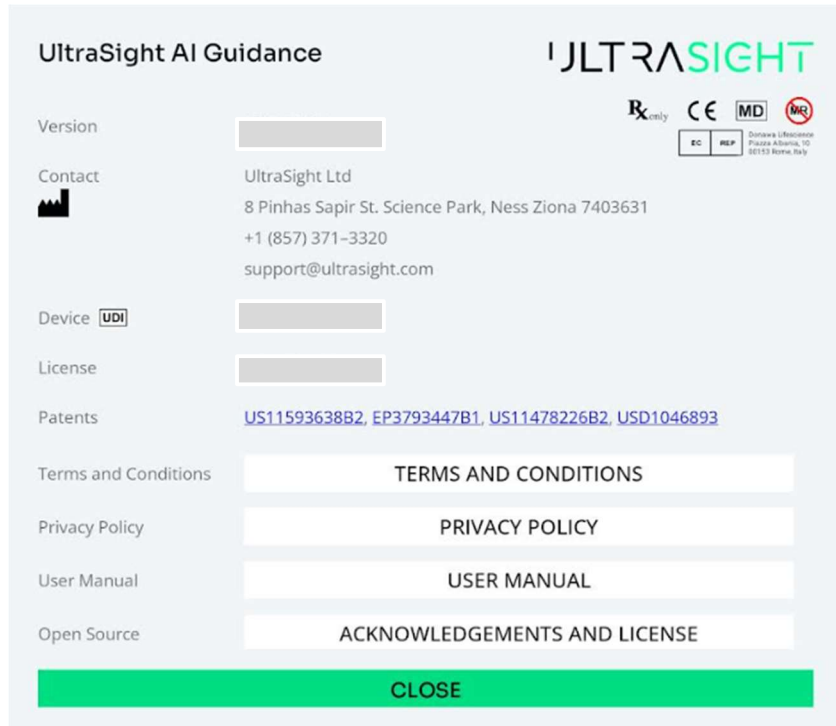 UltraSight AI Guidance
ULTRASIGHT
Rx only CE MD MR
EC REP
Donawa Lifescience
Piazza Albania, 10
00153 Rome, Italy
Version
Contact
UltraSight Ltd
8 Pinhas Sapir St. Science Park, Ness Ziona 7403631
+1 (857) 371–3320
support@ultrasight.com
Device UDI
License
Patents US11593638B2, EP3793447B1, US11478226B2, USD1046893
Terms and Conditions TERMS AND CONDITIONS
Privacy Policy PRIVACY POLICY
User Manual USER MANUAL
Open Source ACKNOWLEDGEMENTS AND LICENSE
CLOSE